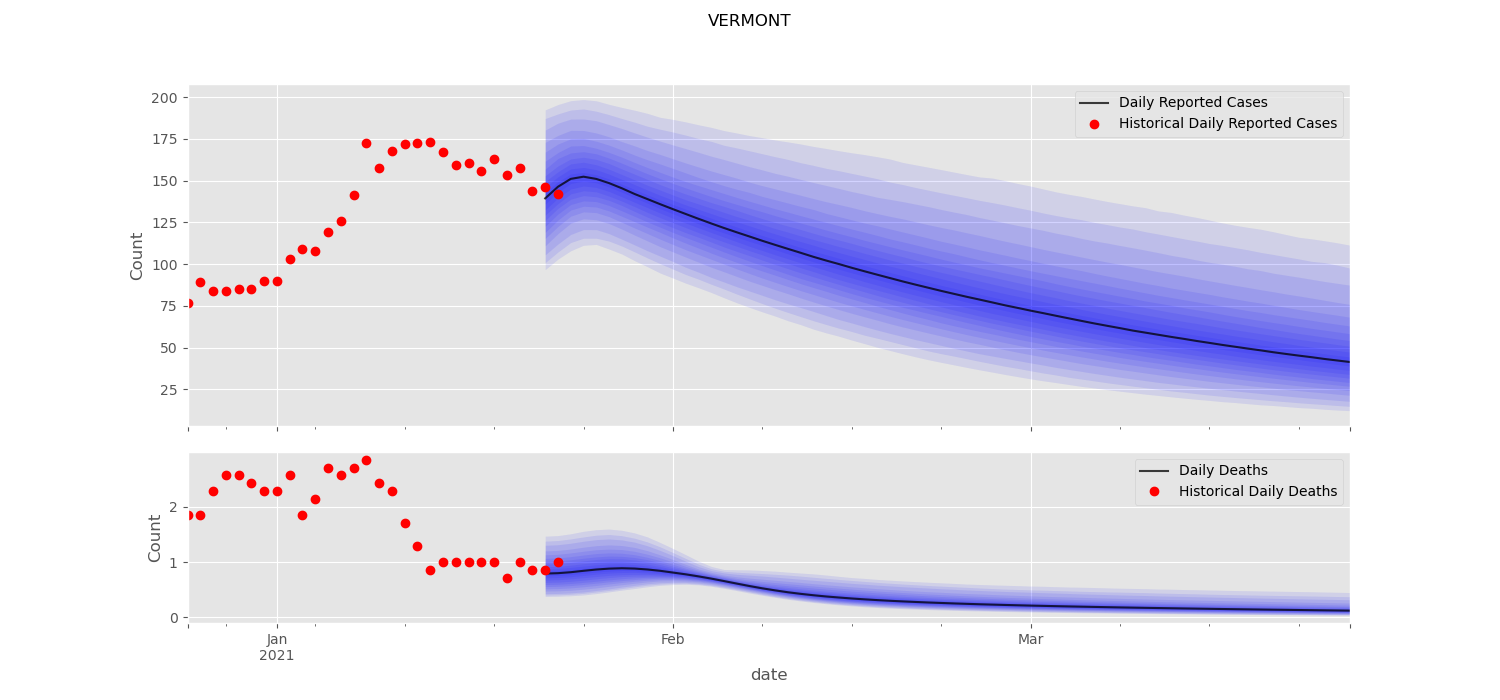 VERMONT
Daily Reported Cases
Historical Daily Reported Cases
200
175
150
125
100
75
50
25
Count
Daily Deaths
Historical Daily Deaths
2
1
0
Count
Jan
2021
Feb
Mar
date